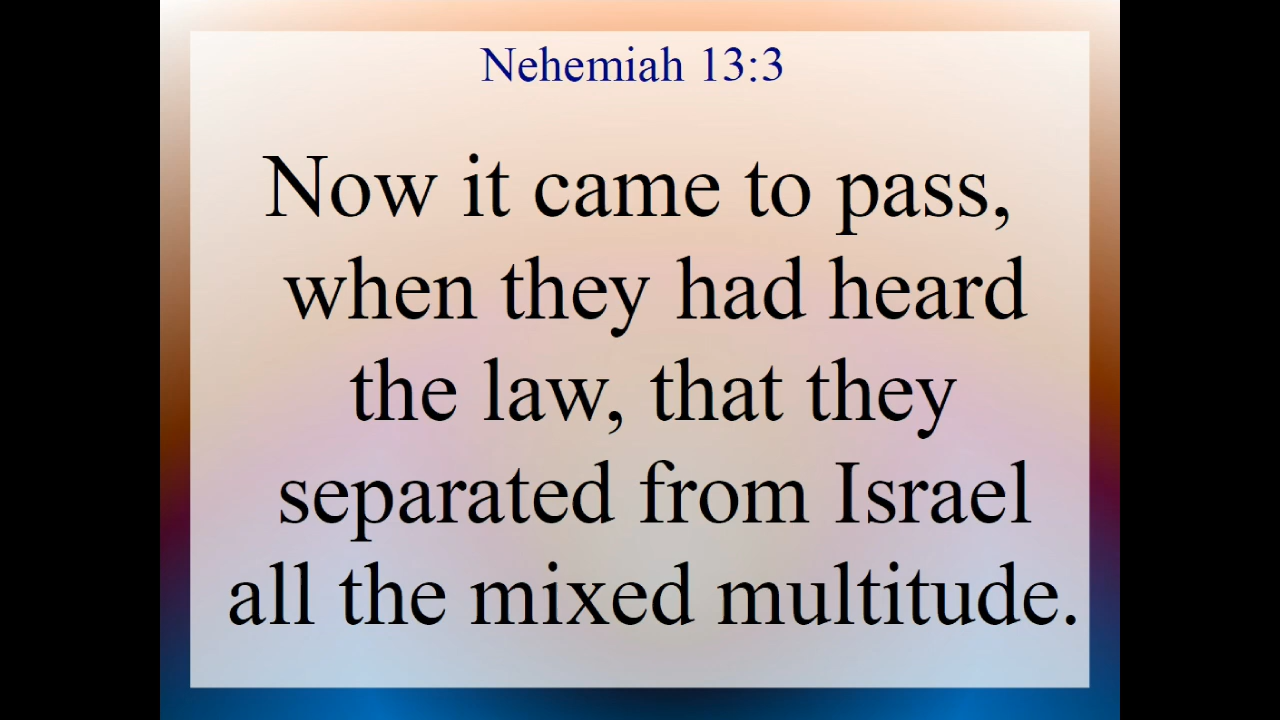 Nehemiah 13:3
Now it came to pass,
when they had heard
the law, that they
separated from Israel
all the mixed multitude.